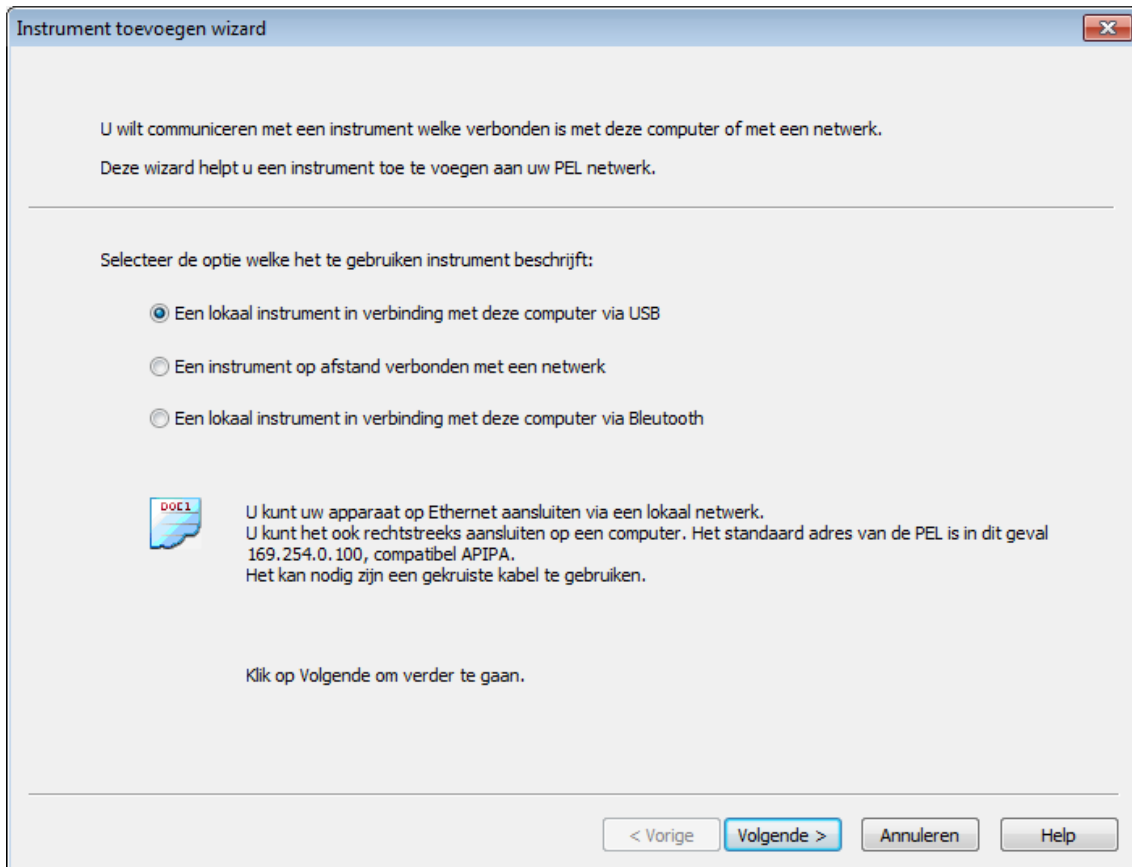 Instrument toevoegen wizard
U wilt communiceren met een instrument welke verbonden is met deze computer of met een netwerk.
Deze wizard helpt u een instrument toe te voegen aan uw PEL netwerk.
Selecteer de optie welke het te gebruiken instrument beschrijft:
Een lokaal instrument in verbinding met deze computer via USB
Een instrument op afstand verbonden met een netwerk
Een lokaal instrument in verbinding met deze computer via Bleutooth
DOC1
U kunt uw apparaat op Ethernet aansluiten via een lokaal netwerk.
U kunt het ook rechtstreeks aansluiten op een computer. Het standaard adres van de PEL is in dit geval
169.254.0.100, compatibel APIPA.
Het kan nodig zijn een gekruiste kabel te gebruiken.
Klik op Volgende om verder te gaan.
< Vorige
Volgende >
Annuleren
Help